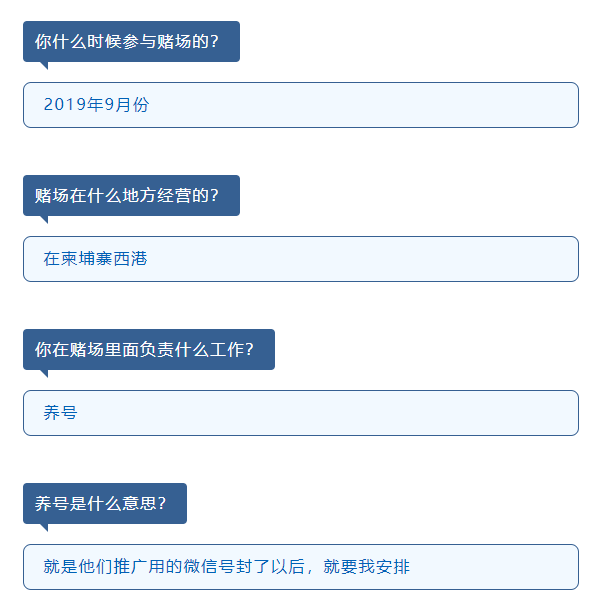 你什么时候参与赌场的？
2019年9月份
赌场在什么地方经营的？
在柬埔寨西港
你在赌场里面负责什么工作？
养号
养号是什么意思？
就是他们推广用的微信号封了以后，就要我安排